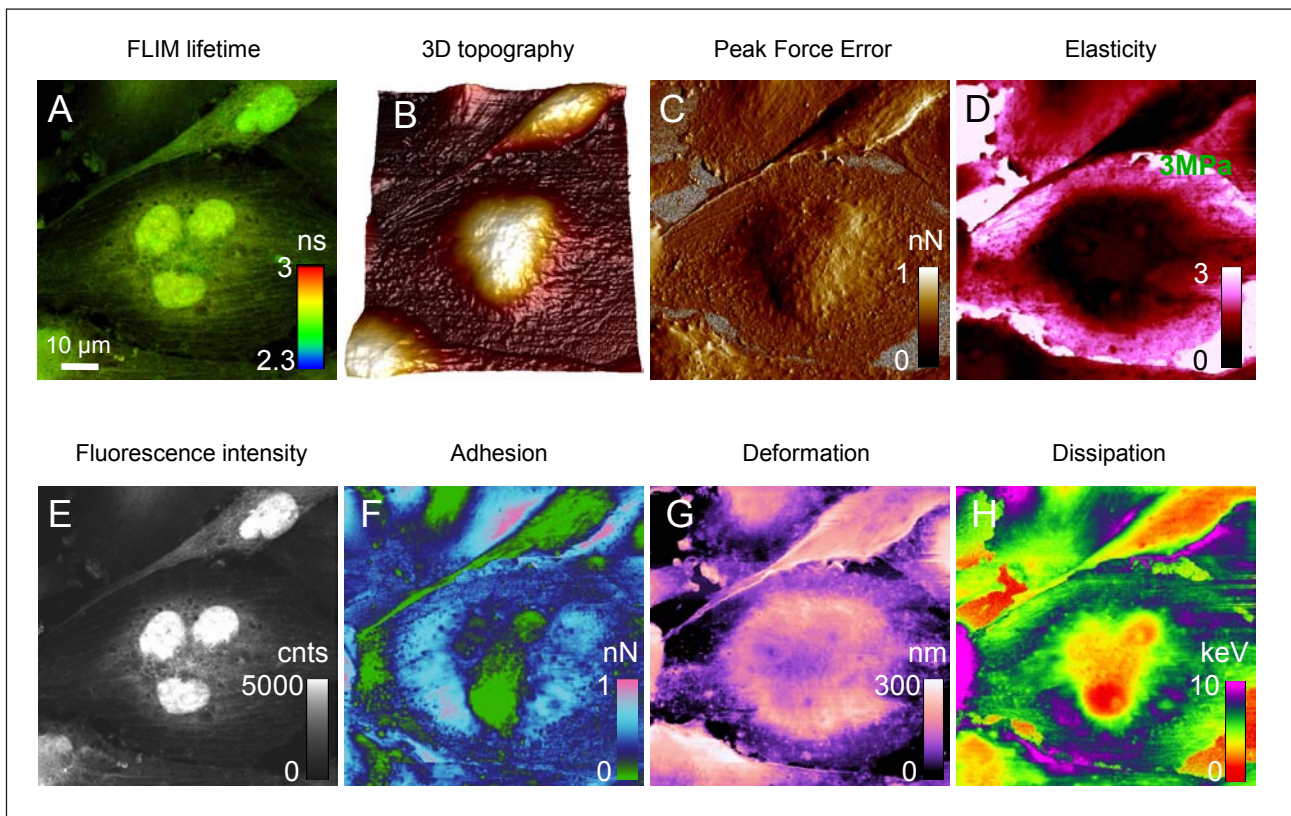 FLIM lifetime
3D topography
Peak Force Error
Elasticity
A
B
C
D
3MPa
ns
3
2.3
10 µm
nN
1
0
3
0
Fluorescence intensity
Adhesion
Deformation
Dissipation
E
F
G
H
cnts
5000
0
nN
1
0
nm
300
0
keV
10
0